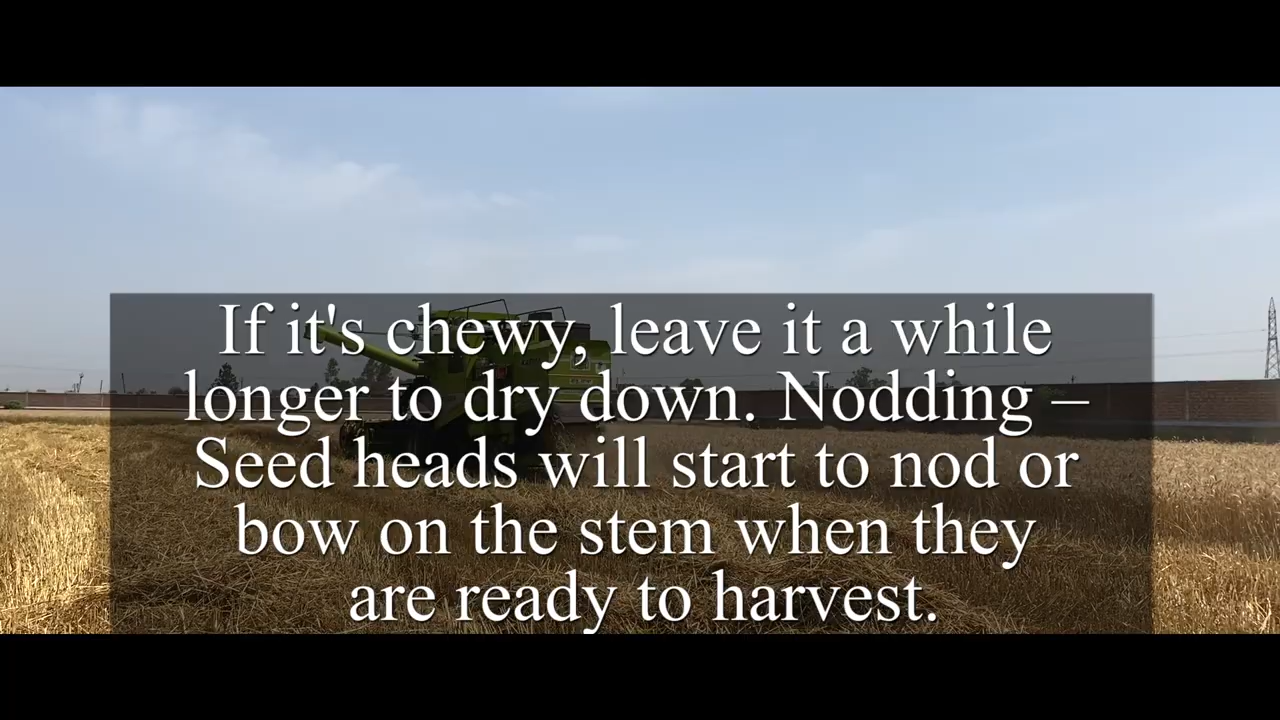 If it's chewy, leave it a while
longer to dry down. Nodding –
Seed heads will start to nod or
bow on the stem when they
are ready to harvest.